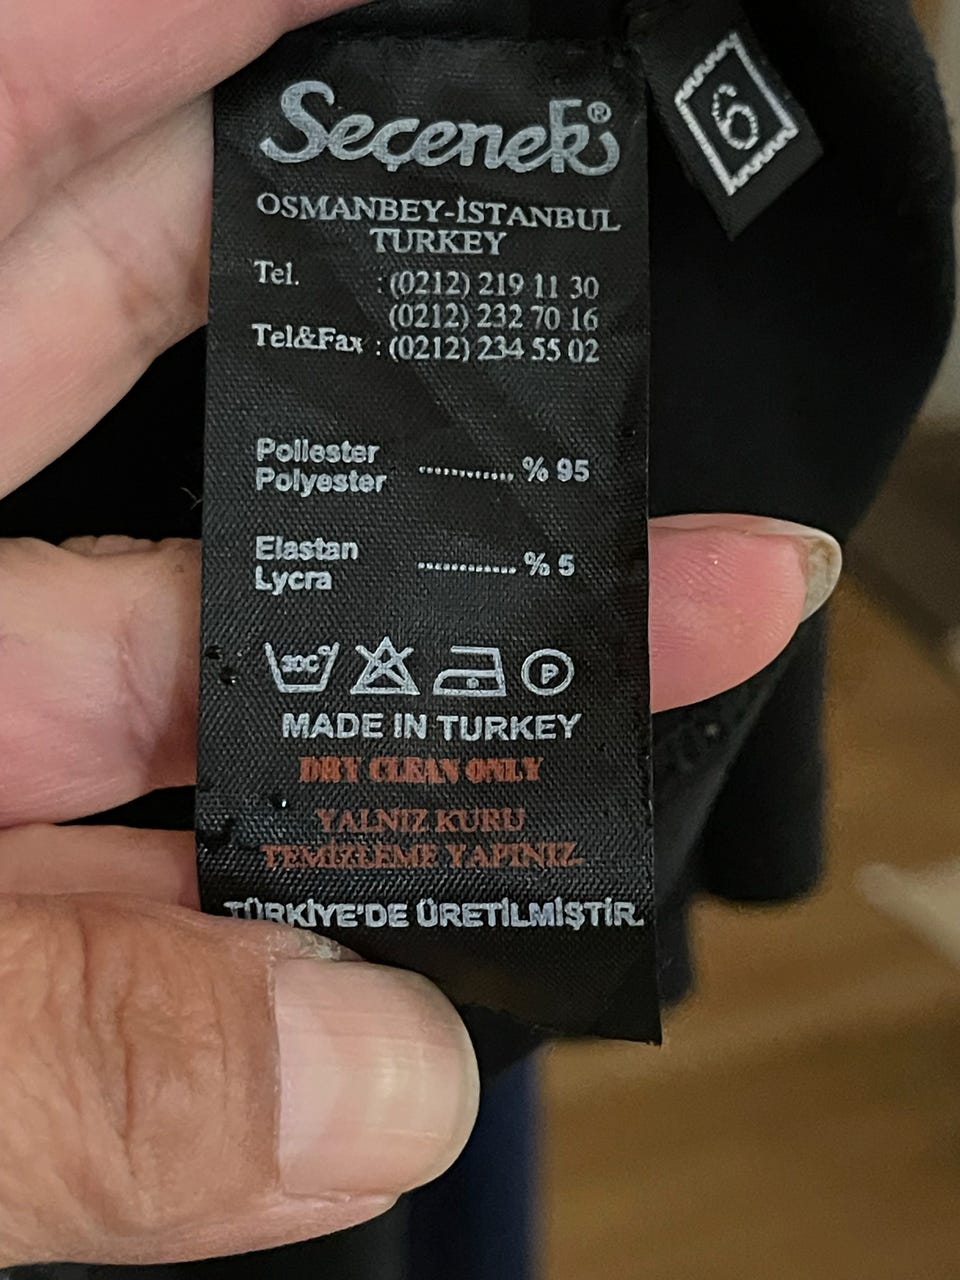 Seçenek®
6
OSMANBEY-İSTANBUL
TURKEY
Tel. : (0212) 219 11 30
(0212) 232 70 16
Tel&Fax : (0212) 234 55 02
Poliester
Polyester ............ % 95
Elastan
Lycra ............ % 5
30C°
P
MADE IN TURKEY
DRY CLEAN ONLY
YALNIZ KURU
TEMİZLEME YAPINIZ.
TÜRKİYE'DE ÜRETİLMİŞTİR.